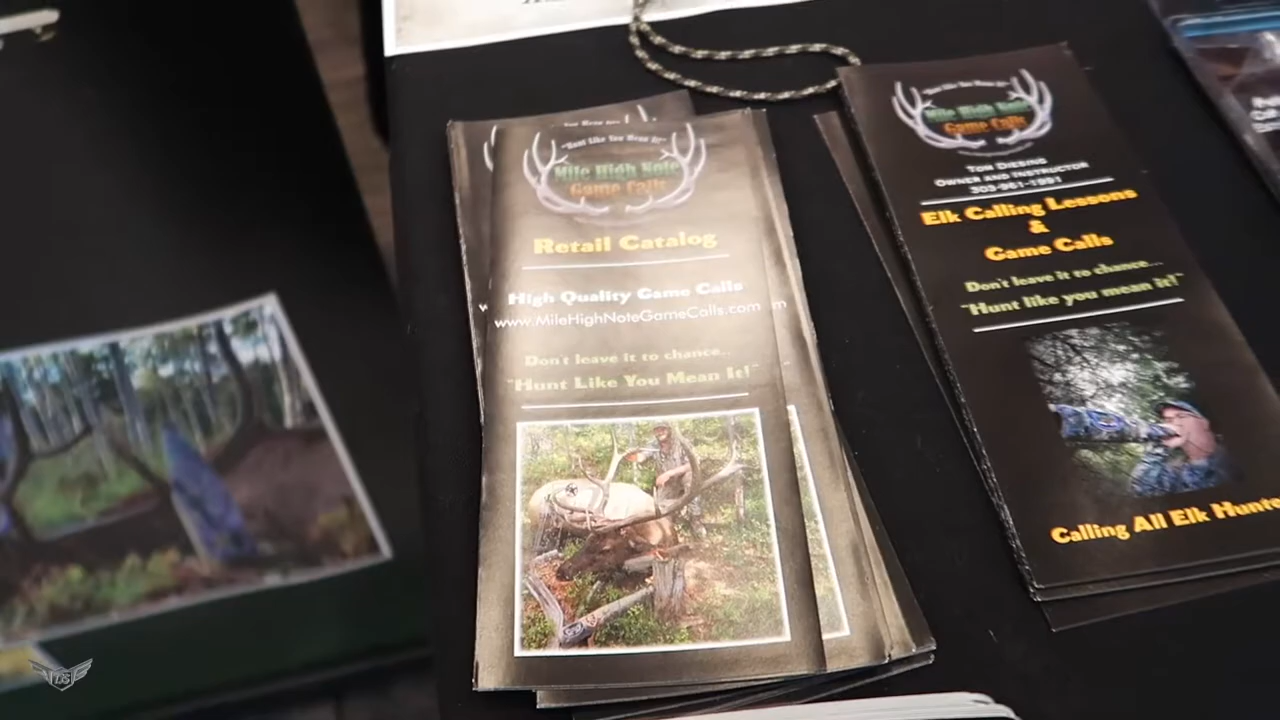 "Just Like You Hear It!"
Mile High Note
Game Calls
Retail Catalog
High Quality Game Calls
www.MileHighNoteGameCalls.com
Don't leave it to chance...
"Hunt Like You Mean It!"
Mile High Note
Game Calls
Tom Diesing
Owner and Instructor
303-961-1991
Elk Calling Lessons
&
Game Calls
Don't leave it to chance...
"Hunt like you mean it!"
Calling All Elk Hunte